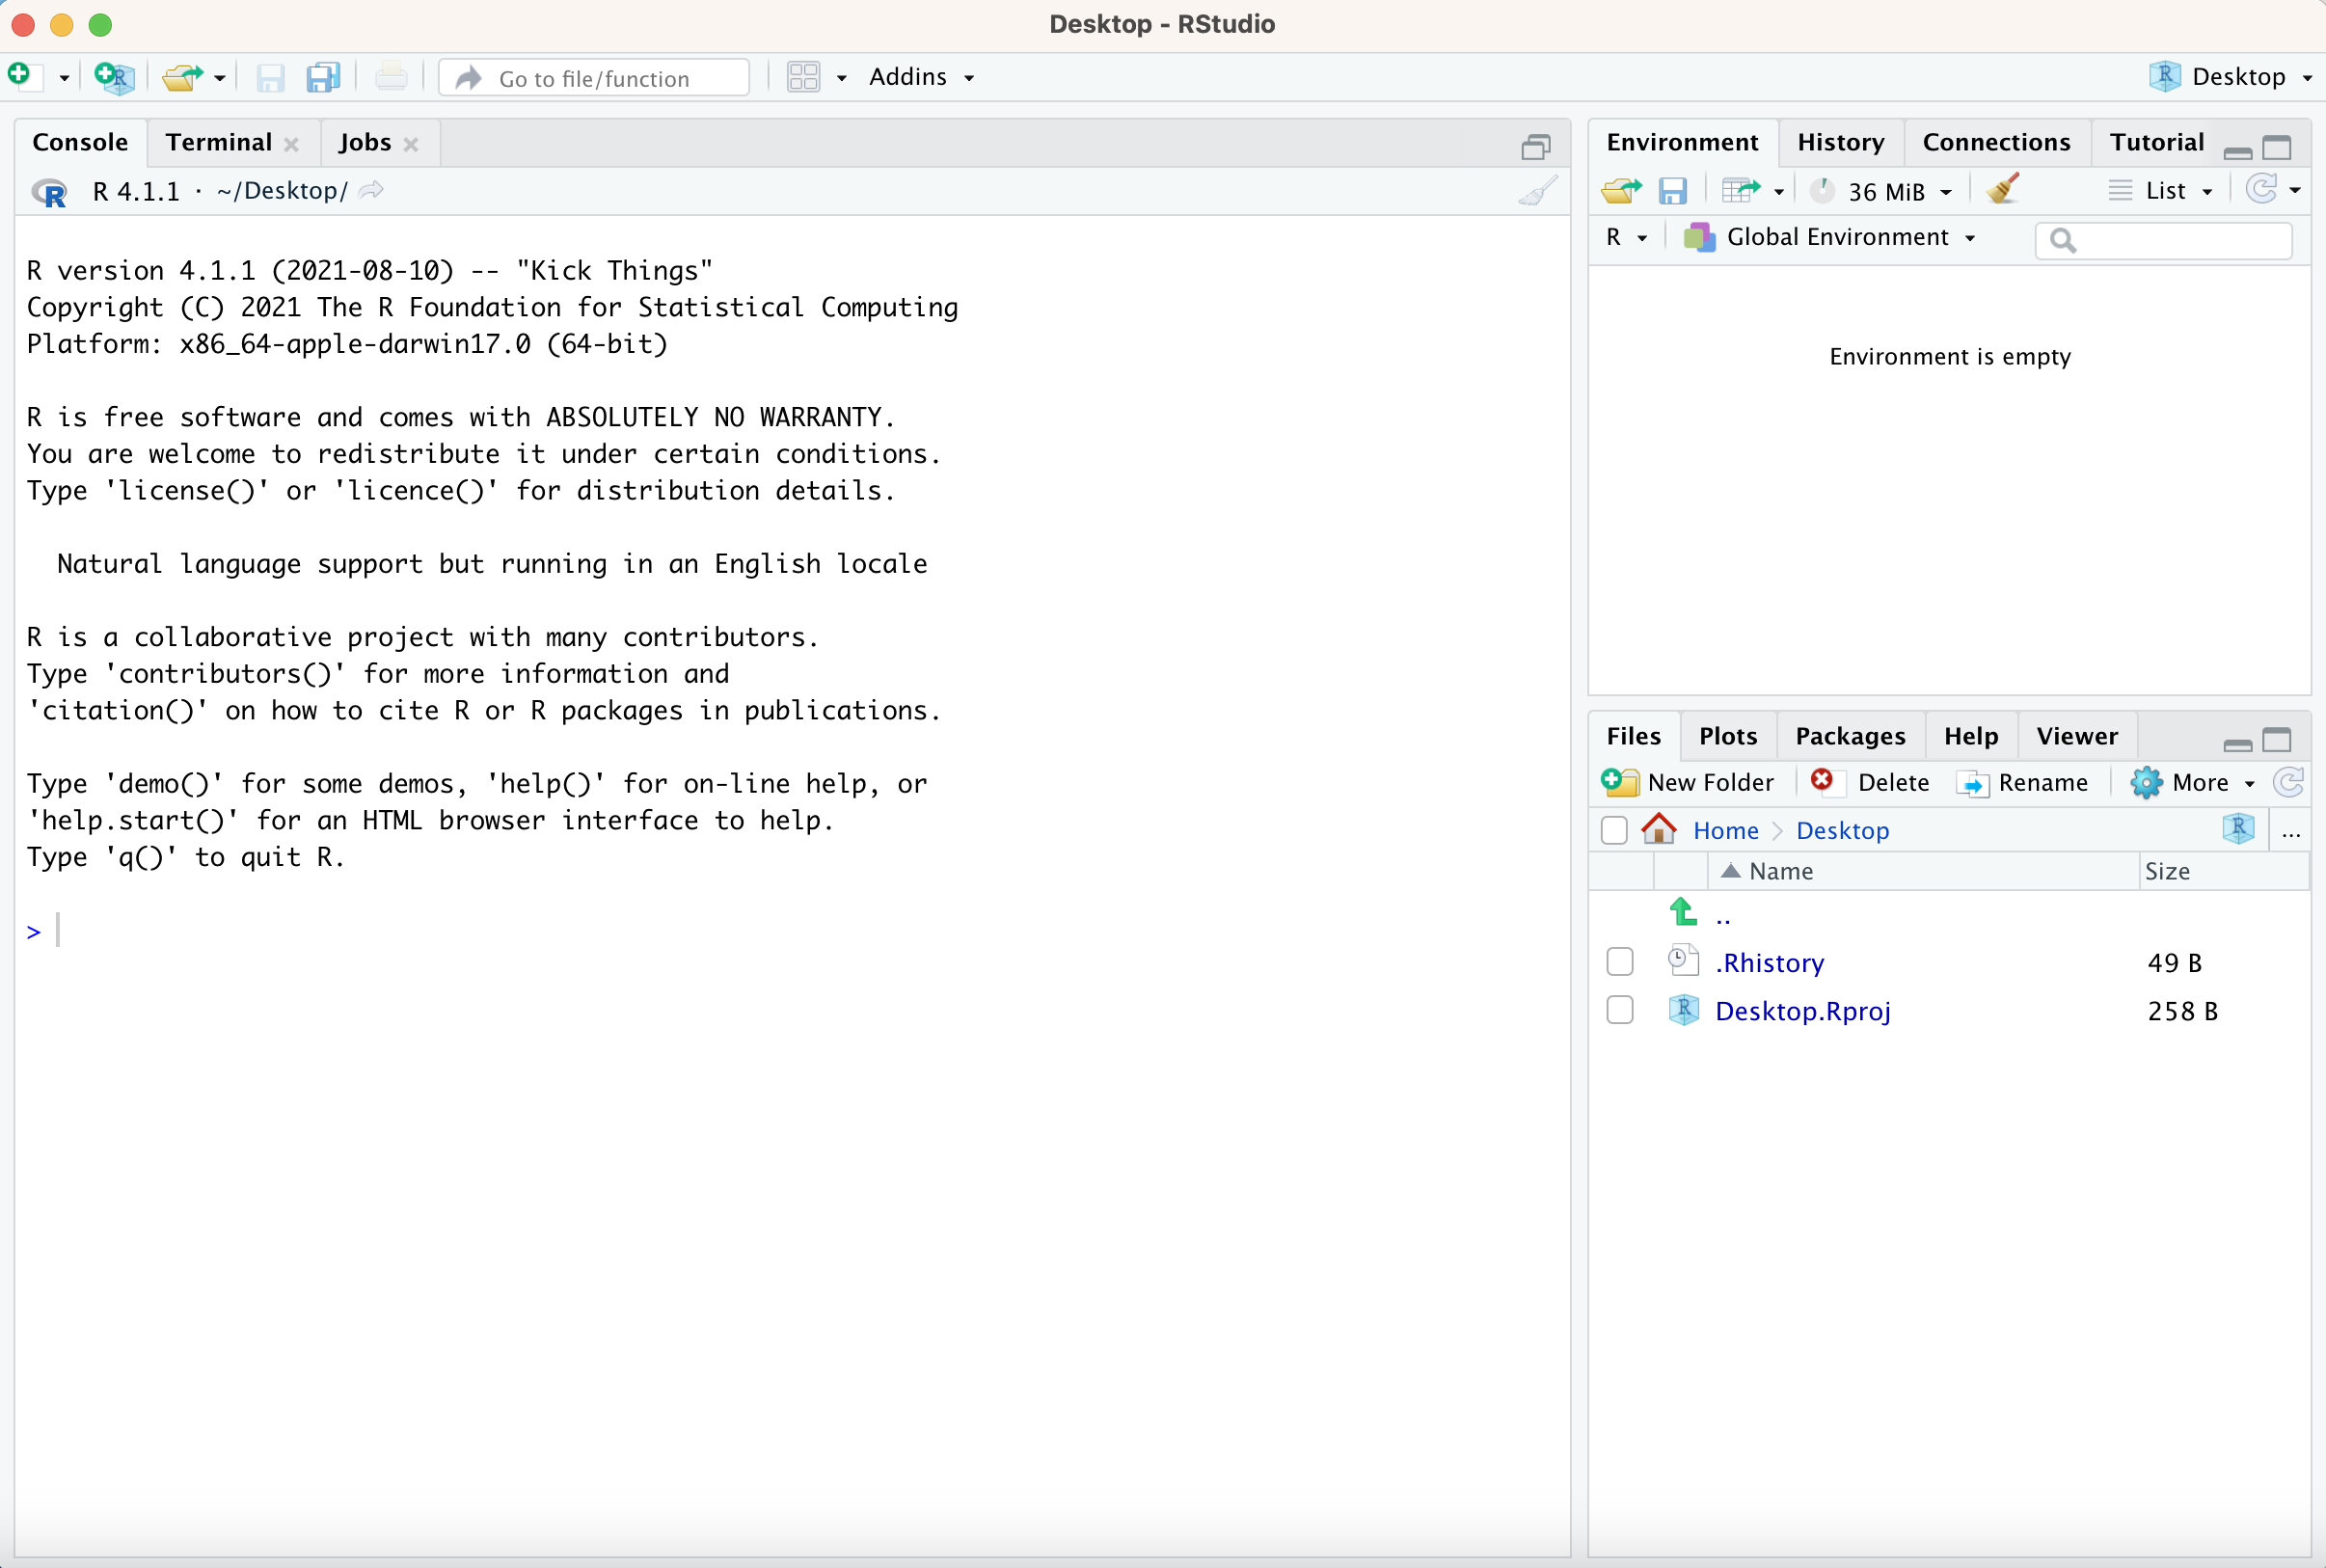 Desktop - RStudio
Go to file/function
Addins
Desktop
Console Terminal Jobs
R 4.1.1 · ~/Desktop/
R version 4.1.1 (2021-08-10) -- "Kick Things"
Copyright (C) 2021 The R Foundation for Statistical Computing
Platform: x86_64-apple-darwin17.0 (64-bit)
R is free software and comes with ABSOLUTELY NO WARRANTY.
You are welcome to redistribute it under certain conditions.
Type 'license()' or 'licence()' for distribution details.
Natural language support but running in an English locale
R is a collaborative project with many contributors.
Type 'contributors()' for more information and
'citation()' on how to cite R or R packages in publications.
Type 'demo()' for some demos, 'help()' for on-line help, or
'help.start()' for an HTML browser interface to help.
Type 'q()' to quit R.
>
Environment History Connections Tutorial
36 MiB List
R Global Environment
Environment is empty
Files Plots Packages Help Viewer
New Folder Delete Rename More
Home Desktop ...
Name Size
..
.Rhistory 49 B
Desktop.Rproj 258 B